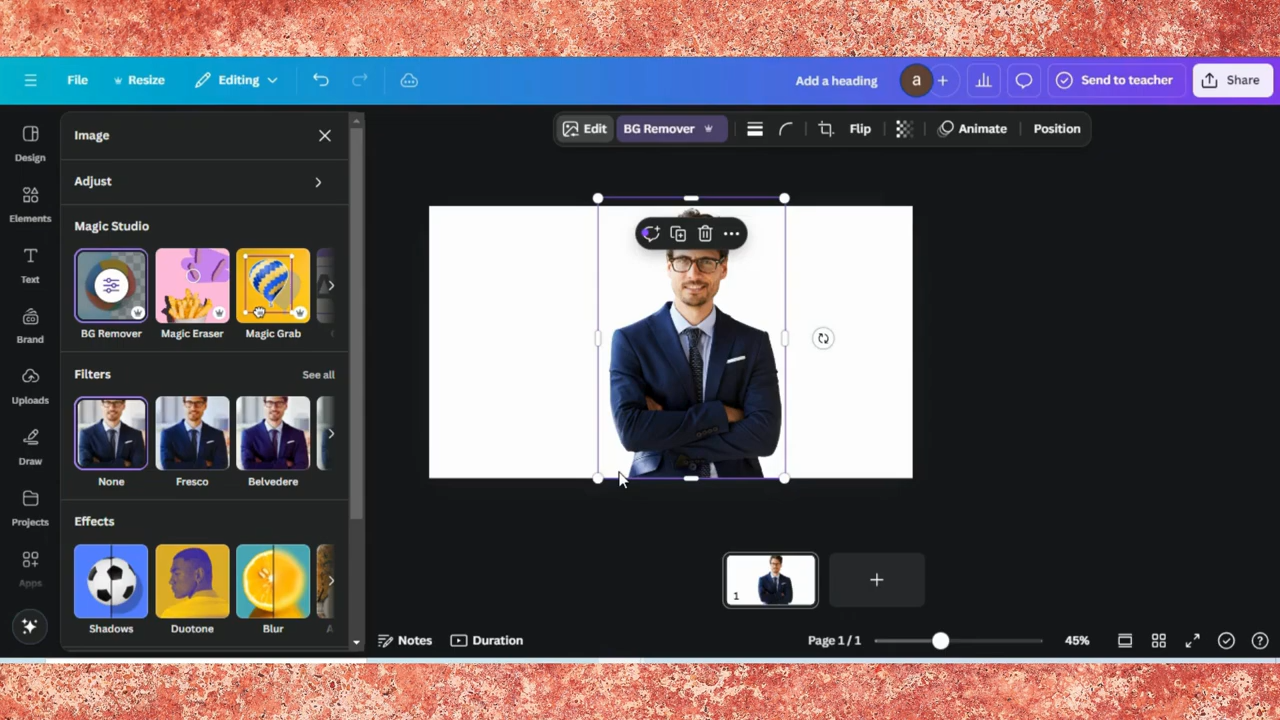 File
Resize
Editing
Add a heading
a
Send to teacher
Share
Design
Elements
Text
Brand
Uploads
Draw
Projects
Apps
Image
Adjust
Magic Studio
BG Remover
Magic Eraser
Magic Grab
Filters
See all
None
Fresco
Belvedere
Effects
Shadows
Duotone
Blur
Edit
BG Remover
Flip
Animate
Position
1
Notes
Duration
Page 1 / 1
45%